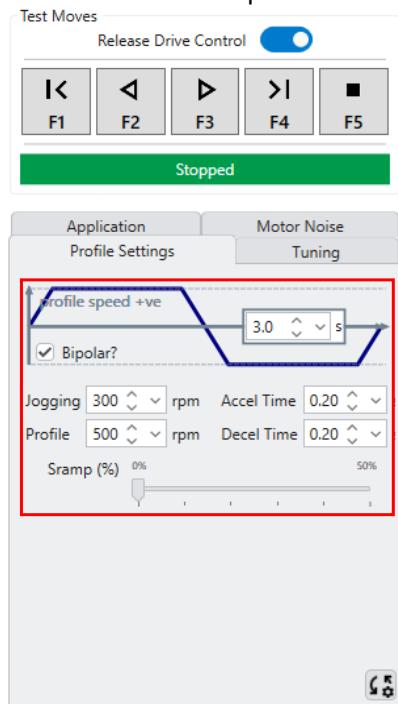 Test Moves
Release Drive Control
F1 F2 F3 F4 F5
Stopped
Application Motor Noise
Profile Settings Tuning
profile speed +ve
3.0 s
Bipolar?
Jogging 300 rpm Accel Time 0.20
Profile 500 rpm Decel Time 0.20
Sramp (%) 0% 50%